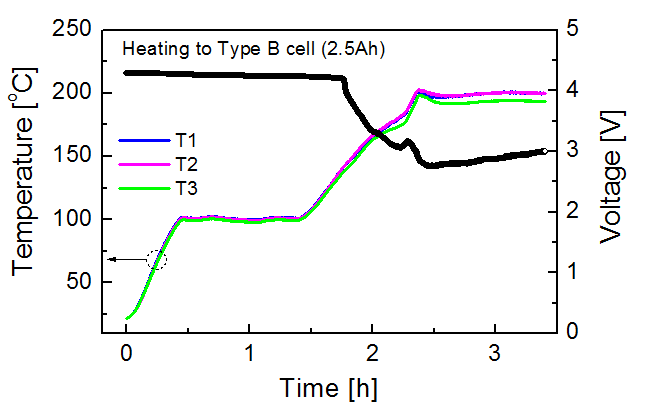 Heating to Type B cell (2.5Ah)
T1
T2
T3
Temperature [°C]
250
200
150
100
50
Voltage [V]
5
4
3
2
1
0
0 1 2 3
Time [h]